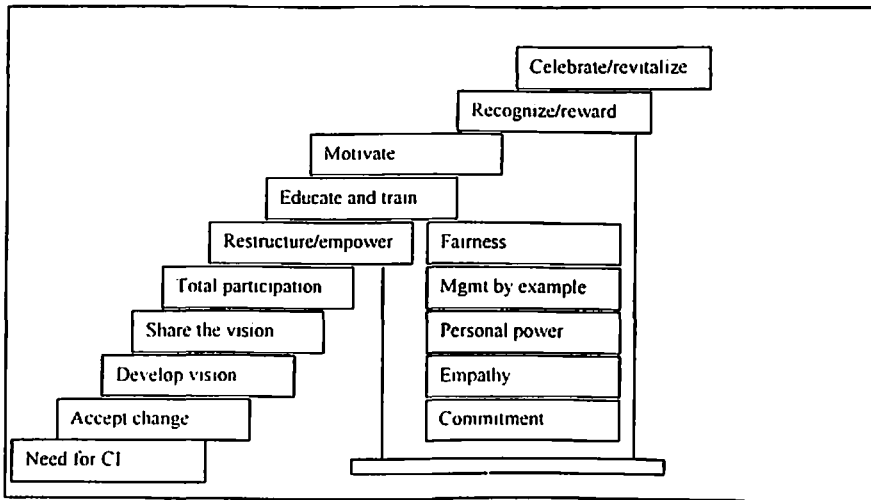 Celebrate/revitalize
Recognize/reward
Motivate
Educate and train
Restructure/empower
Fairness
Total participation
Mgmt by example
Share the vision
Personal power
Develop vision
Empathy
Accept change
Commitment
Need for CI